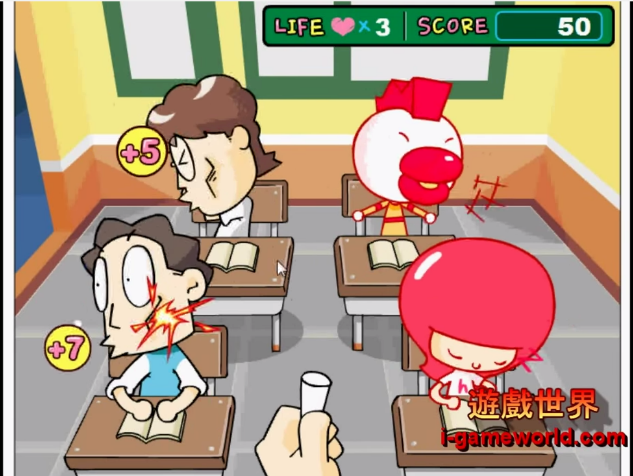 LIFE ×3 SCORE 50
+5
+7
h
遊戲世界
i-gameworld.com